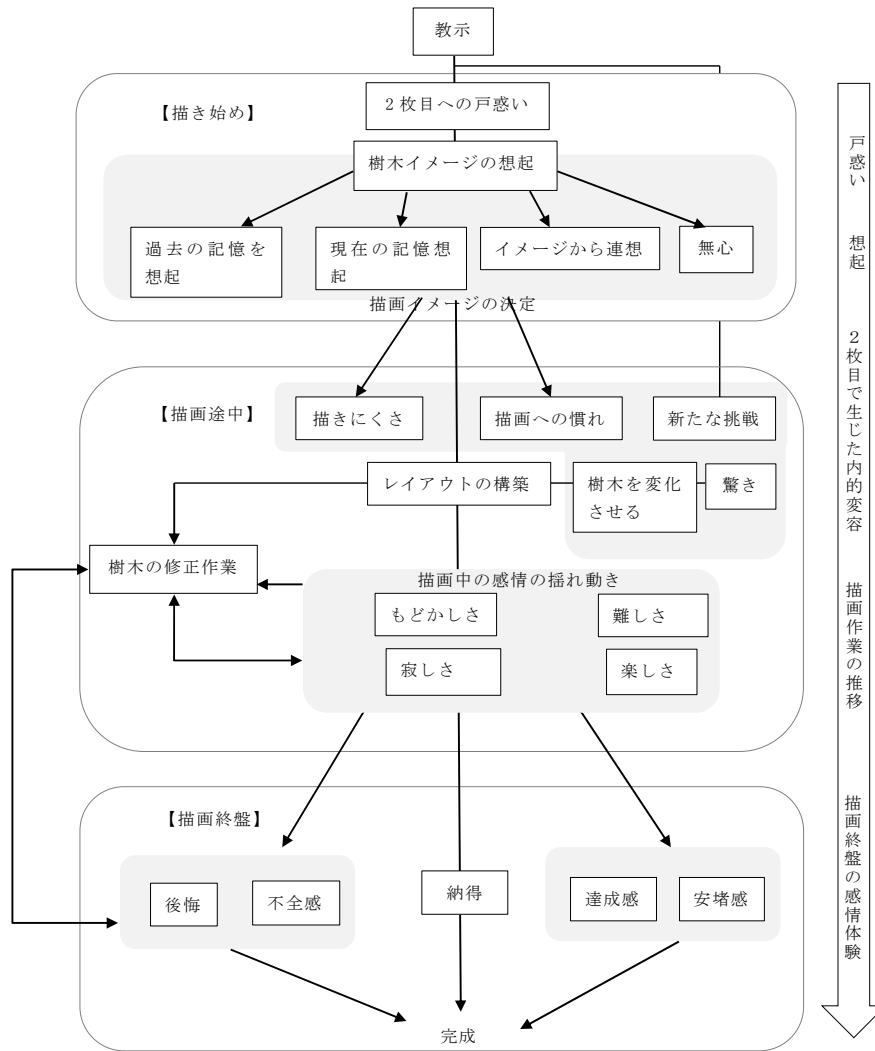 教示
【描き始め】
2枚目への戸惑い
樹木イメージの想起
過去の記憶を
想起
現在の記憶想
起
イメージから連想
無心
描画イメージの決定
【描画途中】
描きにくさ
描画への慣れ
新たな挑戦
レイアウトの構築
樹木を変化
させる
驚き
樹木の修正作業
描画中の感情の揺れ動き
もどかしさ
難しさ
寂しさ
楽しさ
【描画終盤】
後悔
不全感
納得
達成感
安堵感
完成
戸惑い
想起
2枚目で生じた内的変容
描画作業の推移
描画終盤の感情体験